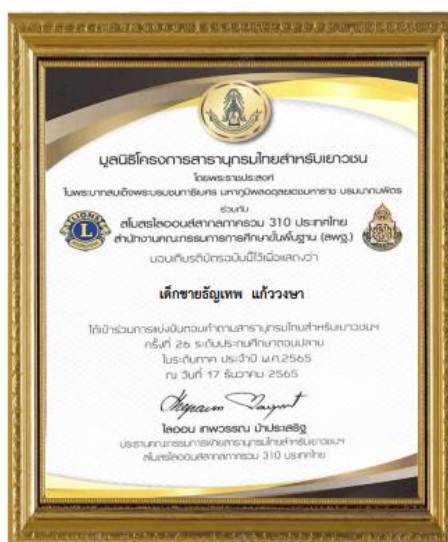 มูลนิธิโครงการสารานุกรมไทยสำหรับเยาวชน
โดยพระราชประสงค์
ในพระบาทสมเด็จพระบรมชนกาธิเบศร มหาภูมิพลอดุลยเดชมหาราช บรมนาถบพิตร
ร่วมกับ
สโมสรไลออนส์สากลภาครวม 310 ประเทศไทย
สำนักงานคณะกรรมการการศึกษาขั้นพื้นฐาน (สพฐ.)
มอบเกียรติบัตรฉบับนี้ไว้เพื่อแสดงว่า
เด็กชายธัญเทพ แก้ววงษา
ได้เข้าร่วมการแข่งขันตอบคำถามสารานุกรมไทยสำหรับเยาวชนฯ
ครั้งที่ 26 ระดับประถมศึกษาตอนปลาย
ในระดับภาค ประจำปี พ.ศ.2565
ณ วันที่ 17 ธันวาคม 2565
ไลออน เทพวรรณ ม้าประเสริฐ
ประธานคณะกรรมการฝ่ายสารานุกรมไทยสำหรับเยาวชนฯ
สโมสรไลออนส์สากลภาครวม 310 ประเทศไทย
LIONS
L